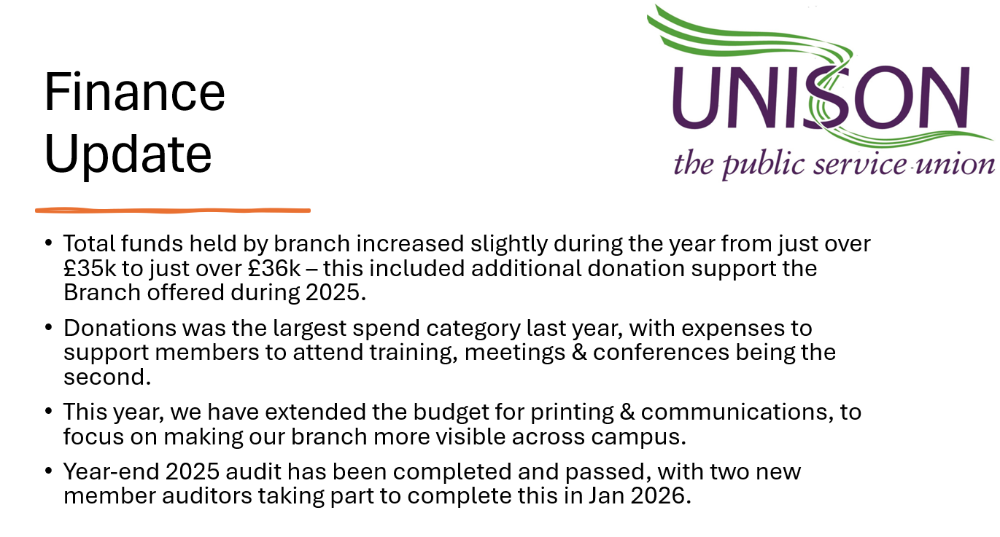 UNISON
the public service union
Finance
Update
• Total funds held by branch increased slightly during the year from just over
£35k to just over £36k – this included additional donation support the
Branch offered during 2025.
• Donations was the largest spend category last year, with expenses to
support members to attend training, meetings & conferences being the
second.
• This year, we have extended the budget for printing & communications, to
focus on making our branch more visible across campus.
• Year-end 2025 audit has been completed and passed, with two new
member auditors taking part to complete this in Jan 2026.